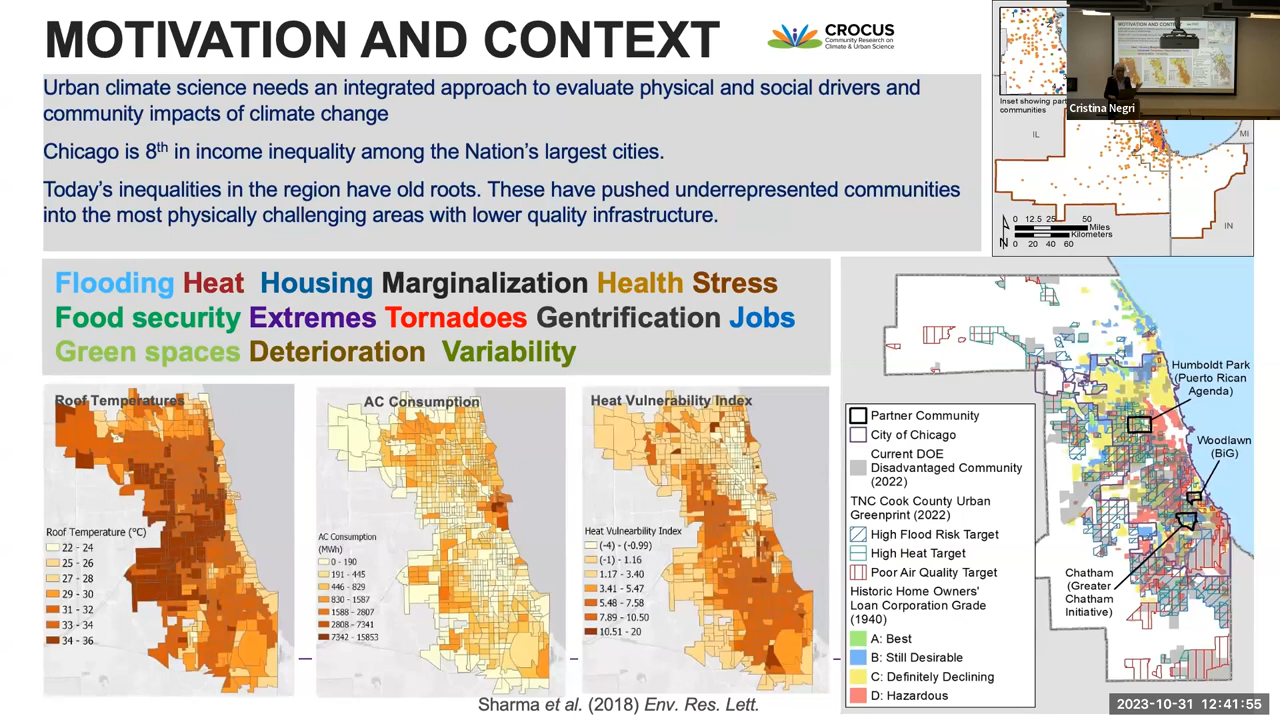 MOTIVATION AND CONTEXT
CROCUS
Community Research on
Climate & Urban Science
Urban climate science needs an integrated approach to evaluate physical and social drivers and
community impacts of climate change
Chicago is 8th in income inequality among the Nation's largest cities.
Today's inequalities in the region have old roots. These have pushed underrepresented communities
into the most physically challenging areas with lower quality infrastructure.
Flooding Heat Housing Marginalization Health Stress
Food security Extremes Tornadoes Gentrification Jobs
Green spaces Deterioration Variability
Roof Temperatures
Roof Temperature (°C)
22 - 24
25 - 26
27 - 28
29 - 30
31 - 32
33 - 34
34 - 36
AC Consumption
AC Consumption
(MWh)
0 - 190
191 - 445
446 - 829
830 - 1587
1588 - 2807
2808 - 7341
7342 - 15853
Heat Vulnerability Index
Heat Vulnearbility Index
(-4) - (-0.99)
(-1) - 1.16
1.17 - 3.40
3.41 - 5.47
5.48 - 7.58
7.89 - 10.50
10.51 - 20
Sharma et al. (2018) Env. Res. Lett.
Inset showing
communities
MOTIVATION AND CONTEXT
Cristina Negri
IL
MI
IN
N
0 12.5 25 50
Miles
Kilometers
0 20 40 60
Humboldt Park
(Puerto Rican
Agenda)
Woodlawn
(BiG)
Chatham
(Greater
Chatham
Initiative)
Partner Community
City of Chicago
Current DOE
Disadvantaged Community
(2022)
TNC Cook County Urban
Greenprint (2022)
High Flood Risk Target
High Heat Target
Poor Air Quality Target
Historic Home Owners'
Loan Corporation Grade
(1940)
A: Best
B: Still Desirable
C: Definitely Declining
D: Hazardous
2023-10-31 12:41:55